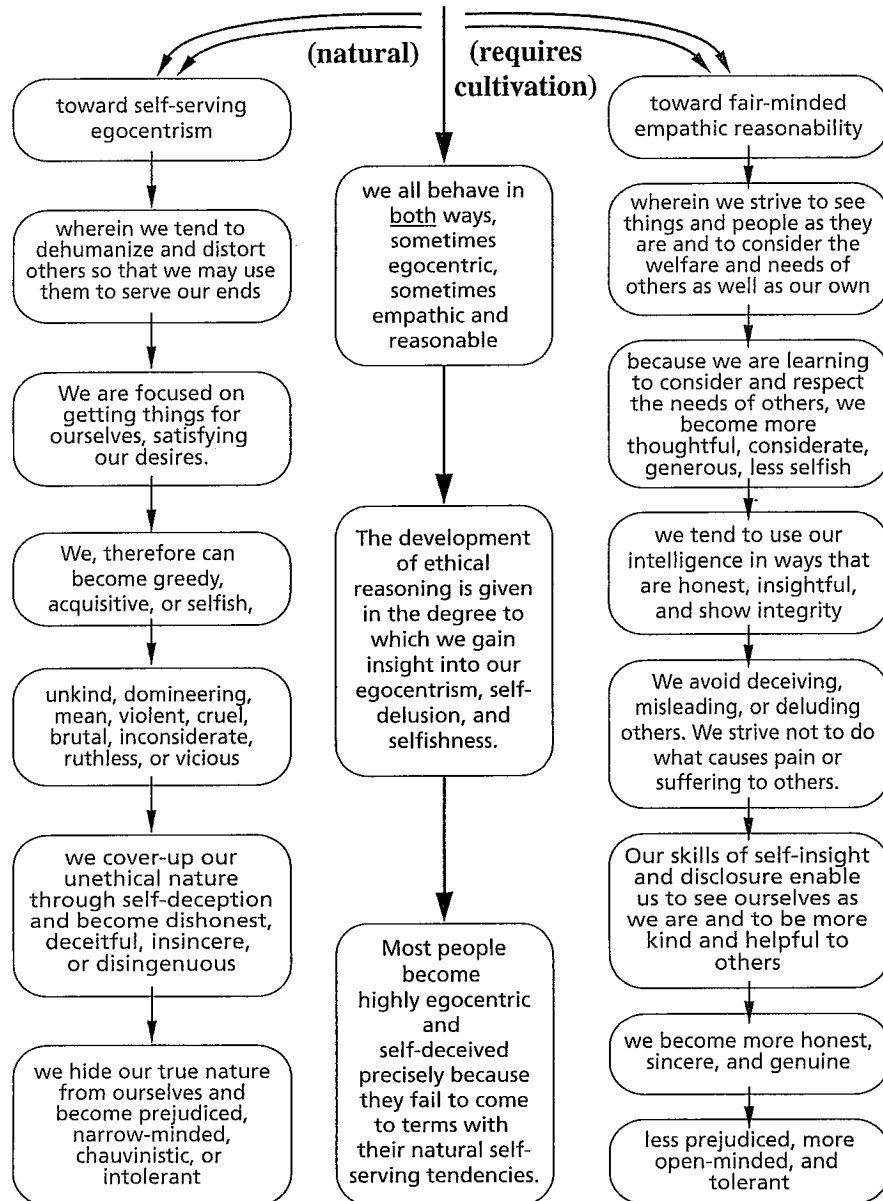 (natural)
(requires
cultivation)
toward self-serving
egocentrism
wherein we tend to
dehumanize and distort
others so that we may use
them to serve our ends
We are focused on
getting things for
ourselves, satisfying
our desires.
We, therefore can
become greedy,
acquisitive, or selfish,
unkind, domineering,
mean, violent, cruel,
brutal, inconsiderate,
ruthless, or vicious
we cover-up our
unethical nature
through self-deception
and become dishonest,
deceitful, insincere,
or disingenuous
we hide our true nature
from ourselves and
become prejudiced,
narrow-minded,
chauvinistic, or
intolerant
we all behave in
both ways,
sometimes
egocentric,
sometimes
empathic and
reasonable
The development
of ethical
reasoning is given
in the degree to
which we gain
insight into our
egocentrism, self-
delusion, and
selfishness.
Most people
become
highly egocentric
and
self-deceived
precisely because
they fail to come
to terms with
their natural self-
serving tendencies.
toward fair-minded
empathic reasonability
wherein we strive to see
things and people as they
are and to consider the
welfare and needs of
others as well as our own
because we are learning
to consider and respect
the needs of others, we
become more
thoughtful, considerate,
generous, less selfish
we tend to use our
intelligence in ways that
are honest, insightful,
and show integrity
We avoid deceiving,
misleading, or deluding
others. We strive not to do
what causes pain or
suffering to others.
Our skills of self-insight
and disclosure enable
us to see ourselves as
we are and to be more
kind and helpful to
others
we become more honest,
sincere, and genuine
less prejudiced, more
open-minded, and
tolerant